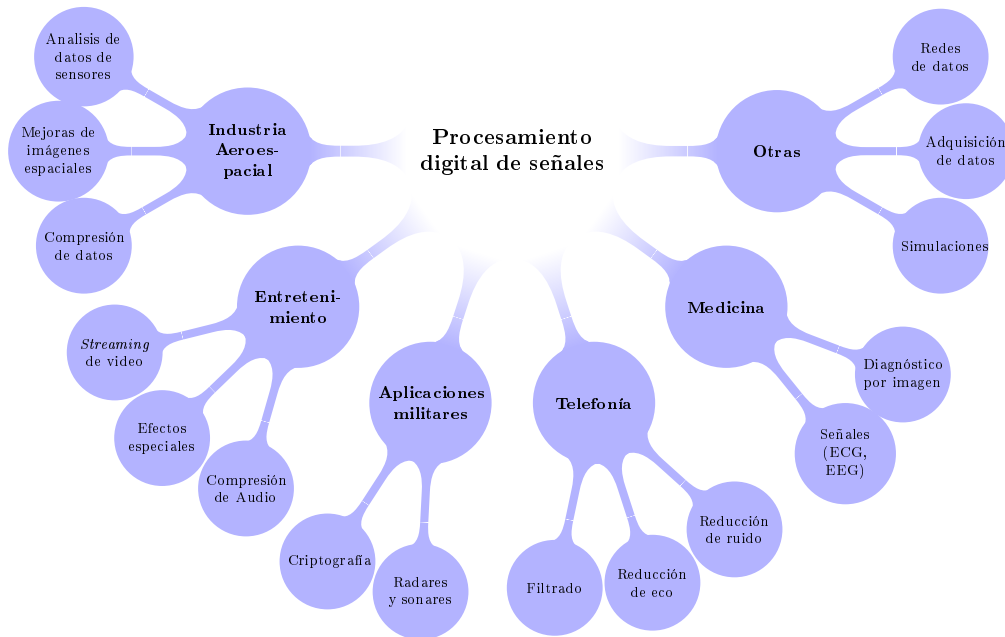 Procesamiento
digital de señales
Industria
Aeroes-
pacial
Analisis de
datos de
sensores
Mejoras de
imágenes
espaciales
Compresión
de datos
Entreteni-
miento
Streaming
de video
Efectos
especiales
Compresión
de Audio
Aplicaciones
militares
Criptografía
Radares
y sonares
Telefonía
Filtrado
Reducción
de eco
Reducción
de ruido
Medicina
Señales
(ECG,
EEG)
Diagnóstico
por imagen
Otras
Simulaciones
Adquisición
de datos
Redes
de datos